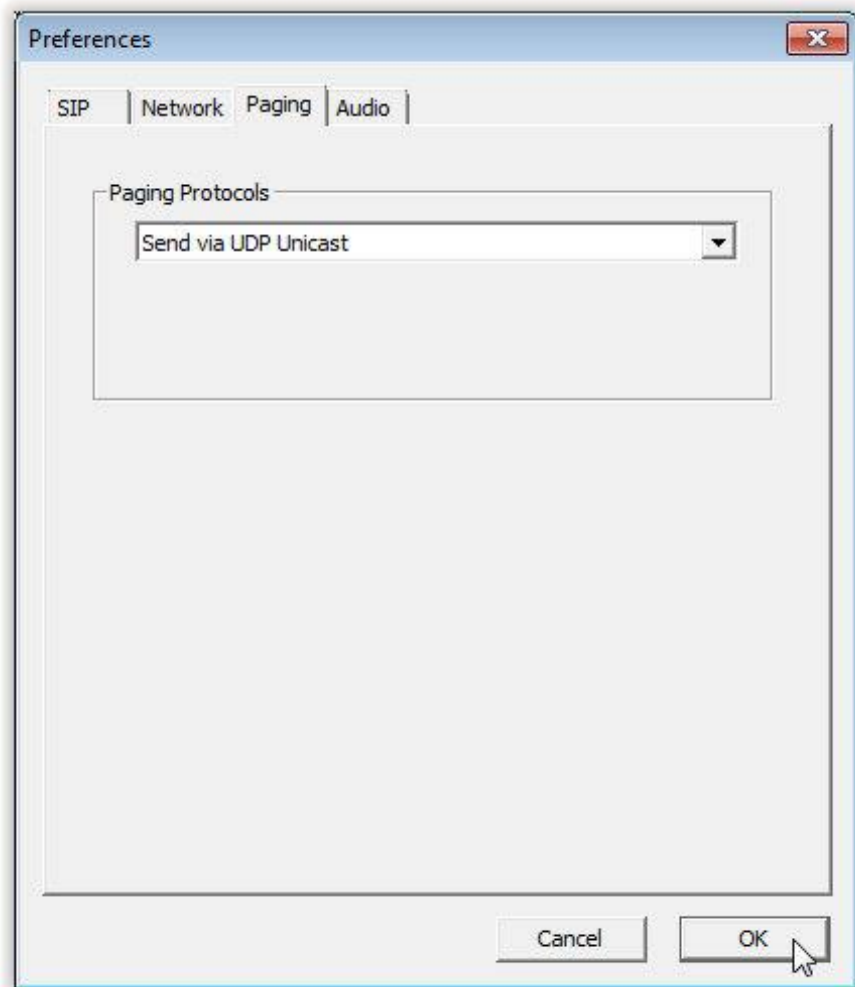 Preferences
SIP Network Paging Audio
Paging Protocols
Send via UDP Unicast
Cancel OK